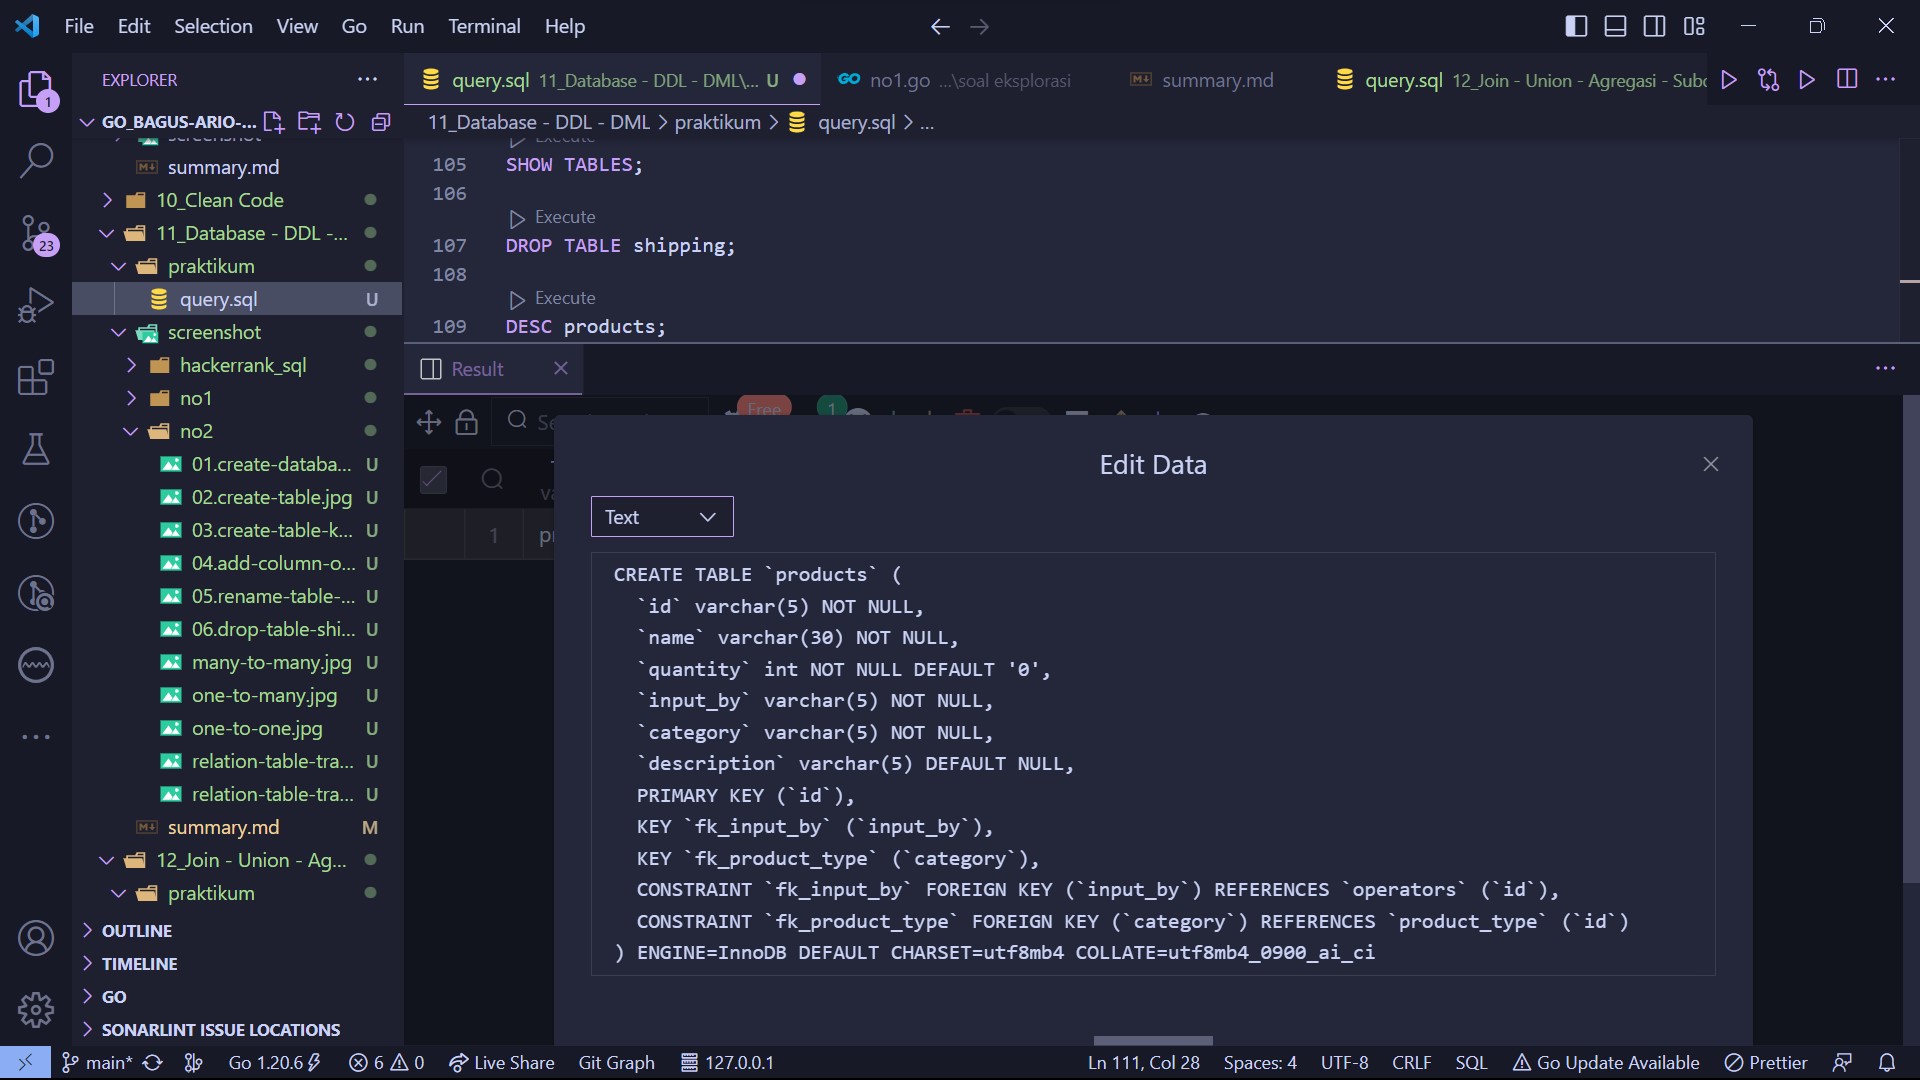 File Edit Selection View Go Run Terminal Help
EXPLORER
query.sql 11_Database - DDL - DML\... U
no1.go ...\soal eksplorasi
summary.md
query.sql 12_Join - Union - Agregasi -
1
GO_BAGUS-ARIO-...
11_Database - DDL - DML > praktikum > query.sql > ...
screenshot
summary.md
10_Clean Code
11_Database - DDL -...
praktikum
query.sql U
screenshot
hackerrank_sql
no1
no2
01.create-databa... U
02.create-table.jpg U
03.create-table-k... U
04.add-column-o... U
05.rename-table-... U
06.drop-table-shi... U
many-to-many.jpg U
one-to-many.jpg U
one-to-one.jpg U
relation-table-tra... U
relation-table-tra... U
summary.md M
12_Join - Union - Ag...
praktikum
OUTLINE
TIMELINE
GO
SONARLINT ISSUE LOCATIONS
23
Execute
105 SHOW TABLES;
106
Execute
107 DROP TABLE shipping;
108
Execute
109 DESC products;
Result
Free
1
1
Edit Data
Text
CREATE TABLE `products` (
`id` varchar(5) NOT NULL,
`name` varchar(30) NOT NULL,
`quantity` int NOT NULL DEFAULT '0',
`input_by` varchar(5) NOT NULL,
`category` varchar(5) NOT NULL,
`description` varchar(5) DEFAULT NULL,
PRIMARY KEY (`id`),
KEY `fk_input_by` (`input_by`),
KEY `fk_product_type` (`category`),
CONSTRAINT `fk_input_by` FOREIGN KEY (`input_by`) REFERENCES `operators` (`id`),
CONSTRAINT `fk_product_type` FOREIGN KEY (`category`) REFERENCES `product_type` (`id`)
) ENGINE=InnoDB DEFAULT CHARSET=utf8mb4 COLLATE=utf8mb4_0900_ai_ci
main* Go 1.20.6 6 0 Live Share Git Graph 127.0.0.1 Ln 111, Col 28 Spaces: 4 UTF-8 CRLF SQL Go Update Available Prettier